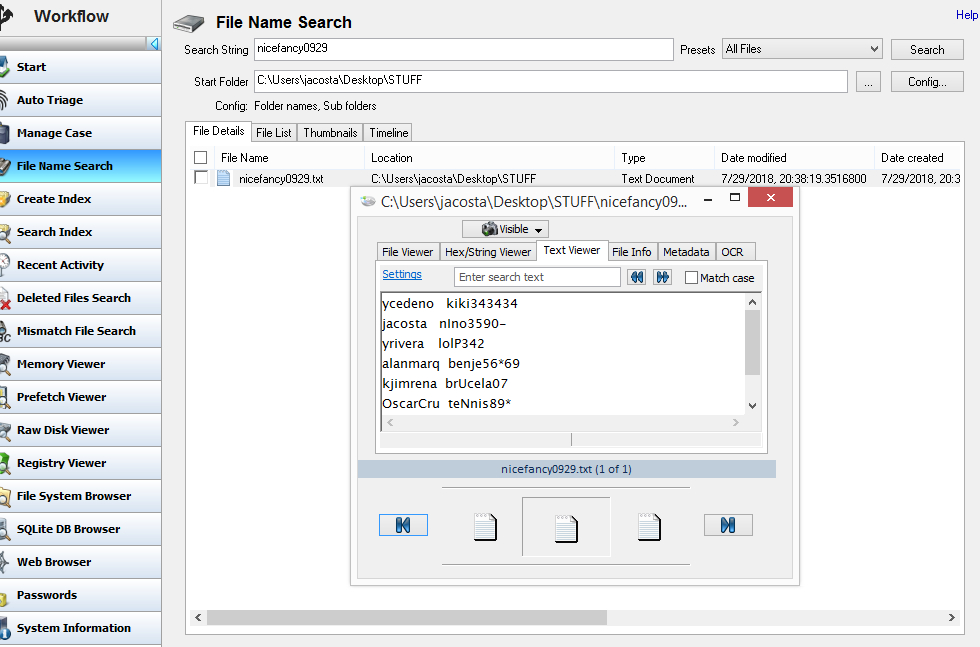 Workflow
Start
Auto Triage
Manage Case
File Name Search
Create Index
Search Index
Recent Activity
Deleted Files Search
Mismatch File Search
Memory Viewer
Prefetch Viewer
Raw Disk Viewer
Registry Viewer
File System Browser
SQLite DB Browser
Web Browser
Passwords
System Information
File Name Search
Help
Search String nicefancy0929 Presets All Files Search
Start Folder C:\Users\jacosta\Desktop\STUFF ... Config...
Config: Folder names, Sub folders
File Details File List Thumbnails Timeline
File Name Location Type Date modified Date created
nicefancy0929.txt C:\Users\jacosta\Desktop\STUFF Text Document 7/29/2018, 20:38:19.3516800 7/29/2018, 20:3
C:\Users\jacosta\Desktop\STUFF\nicefancy09...
Visible
File Viewer Hex/String Viewer Text Viewer File Info Metadata OCR
Settings Enter search text Match case
ycedeno kiki343434
jacosta nIno3590-
yrivera lolP342
alanmarq benje56*69
kjimrena brUcela07
OscarCru teNnis89*
nicefancy0929.txt (1 of 1)